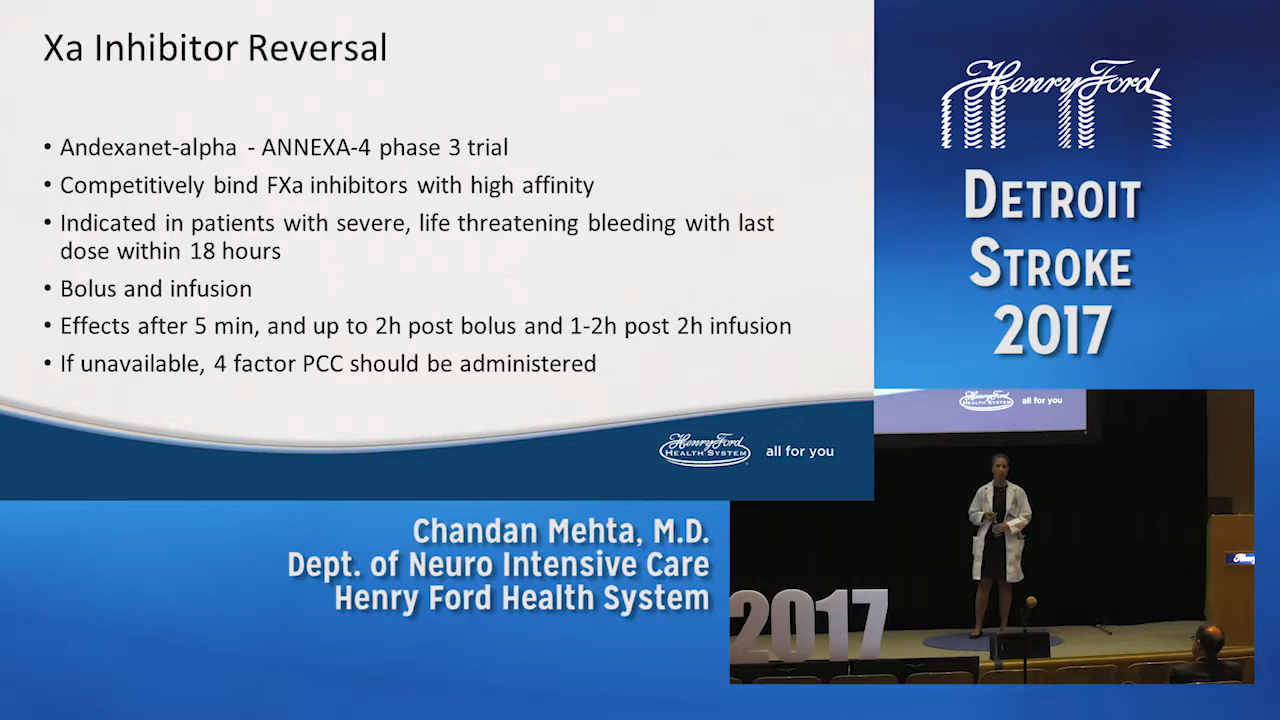 Xa Inhibitor Reversal
• Andexanet-alpha - ANNEXA-4 phase 3 trial
• Competitively bind FXa inhibitors with high affinity
• Indicated in patients with severe, life threatening bleeding with last
dose within 18 hours
• Bolus and infusion
• Effects after 5 min, and up to 2h post bolus and 1-2h post 2h infusion
• If unavailable, 4 factor PCC should be administered
Henry Ford
HEALTH SYSTEM
all for you
Henry Ford
DETROIT
STROKE
2017
Chandan Mehta, M.D.
Dept. of Neuro Intensive Care
Henry Ford Health System
Henry Ford
HEALTH SYSTEM
all for you
2017